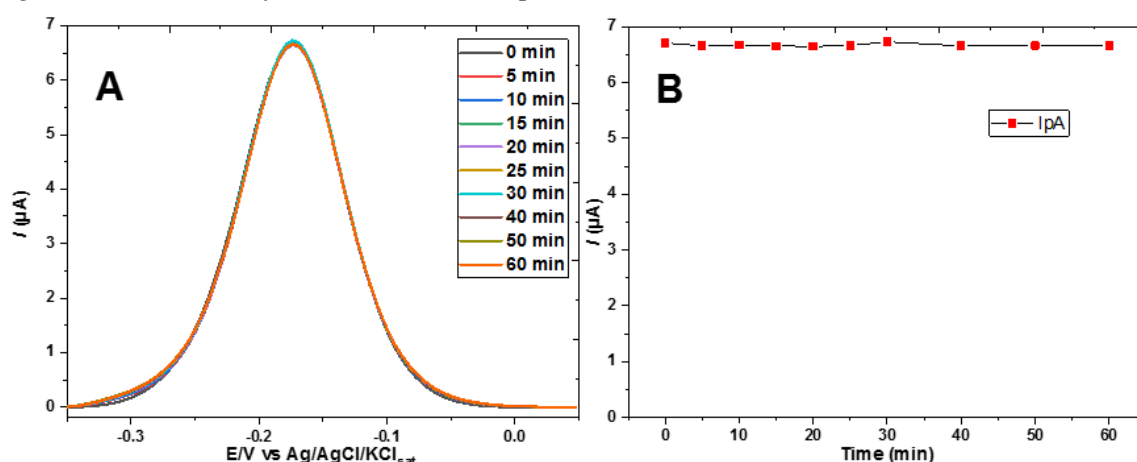 A
7
6
5
4
3
2
1
0
I (µA)
-0.3
-0.2
-0.1
0.0
E/V vs Ag/AgCl/KCl sat
0 min
5 min
10 min
15 min
20 min
25 min
30 min
40 min
50 min
60 min
B
7
6
5
4
3
2
1
0
I (µA)
0
10
20
30
40
50
60
Time (min)
IpA